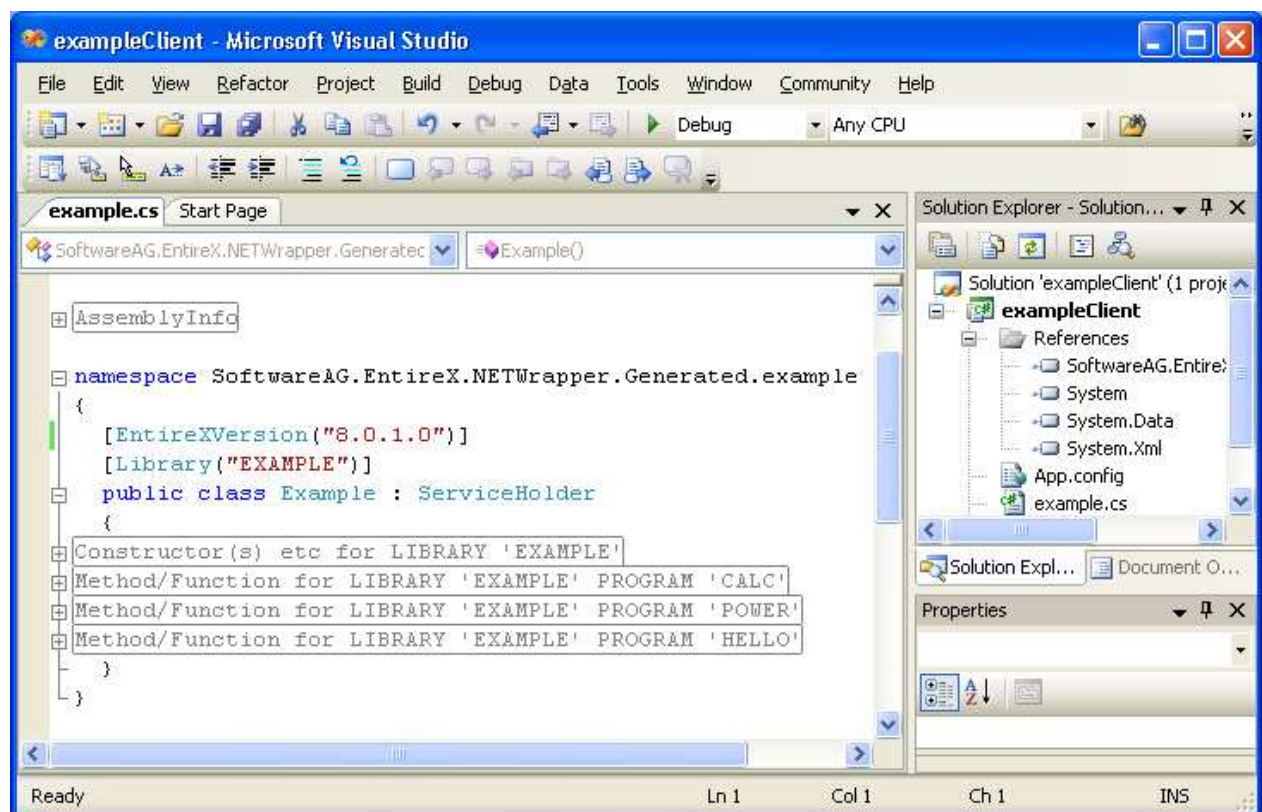 exampleClient - Microsoft Visual Studio
File Edit View Refactor Project Build Debug Data Tools Window Community Help
Debug Any CPU
example.cs Start Page
SoftwareAG.EntireX.NETWrapper.Generatec Example()
AssemblyInfo
namespace SoftwareAG.EntireX.NETWrapper.Generated.example
{
[EntireXVersion("8.0.1.0")]
[Library("EXAMPLE")]
public class Example : ServiceHolder
{
Constructor(s) etc for LIBRARY 'EXAMPLE'
Method/Function for LIBRARY 'EXAMPLE' PROGRAM 'CALC'
Method/Function for LIBRARY 'EXAMPLE' PROGRAM 'POWER'
Method/Function for LIBRARY 'EXAMPLE' PROGRAM 'HELLO'
}
}
Solution Explorer - Solution...
Solution 'exampleClient' (1 proje
exampleClient
References
SoftwareAG.Entire
System
System.Data
System.Xml
App.config
example.cs
Solution Expl... Document O...
Properties
Ready Ln 1 Col 1 Ch 1 INS